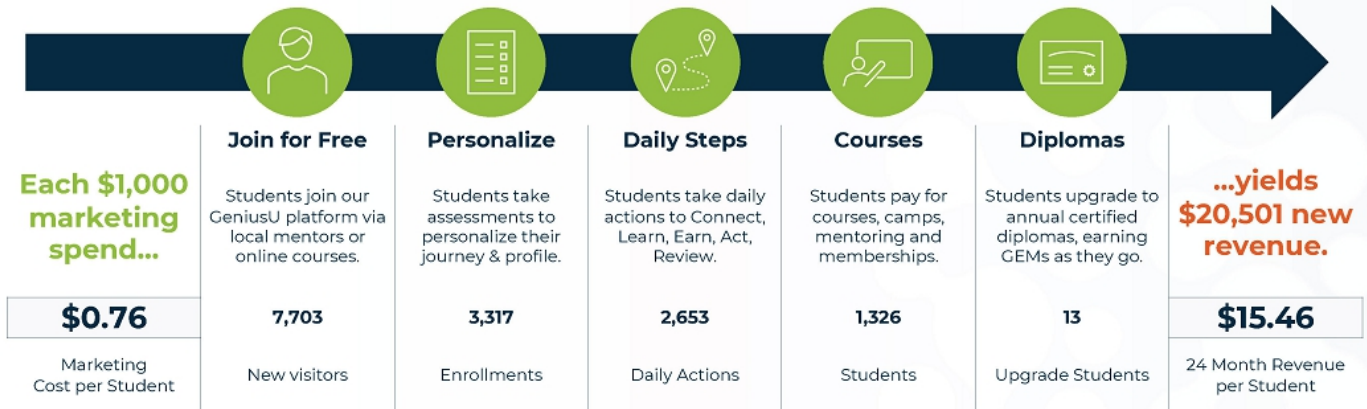 Each $1,000
marketing
spend...
$0.76
Marketing
Cost per Student
Join for Free
Students join our
GeniusU platform via
local mentors or
online courses.
7,703
New visitors
Personalize
Students take
assessments to
personalize their
journey & profile.
3,317
Enrollments
Daily Steps
Students take daily
actions to Connect,
Learn, Earn, Act,
Review.
2,653
Daily Actions
Courses
Students pay for
courses, camps,
mentoring and
memberships.
1,326
Students
Diplomas
Students upgrade to
annual certified
diplomas, earning
GEMs as they go.
13
Upgrade Students
...yields
$20,501 new
revenue.
$15.46
24 Month Revenue
per Student